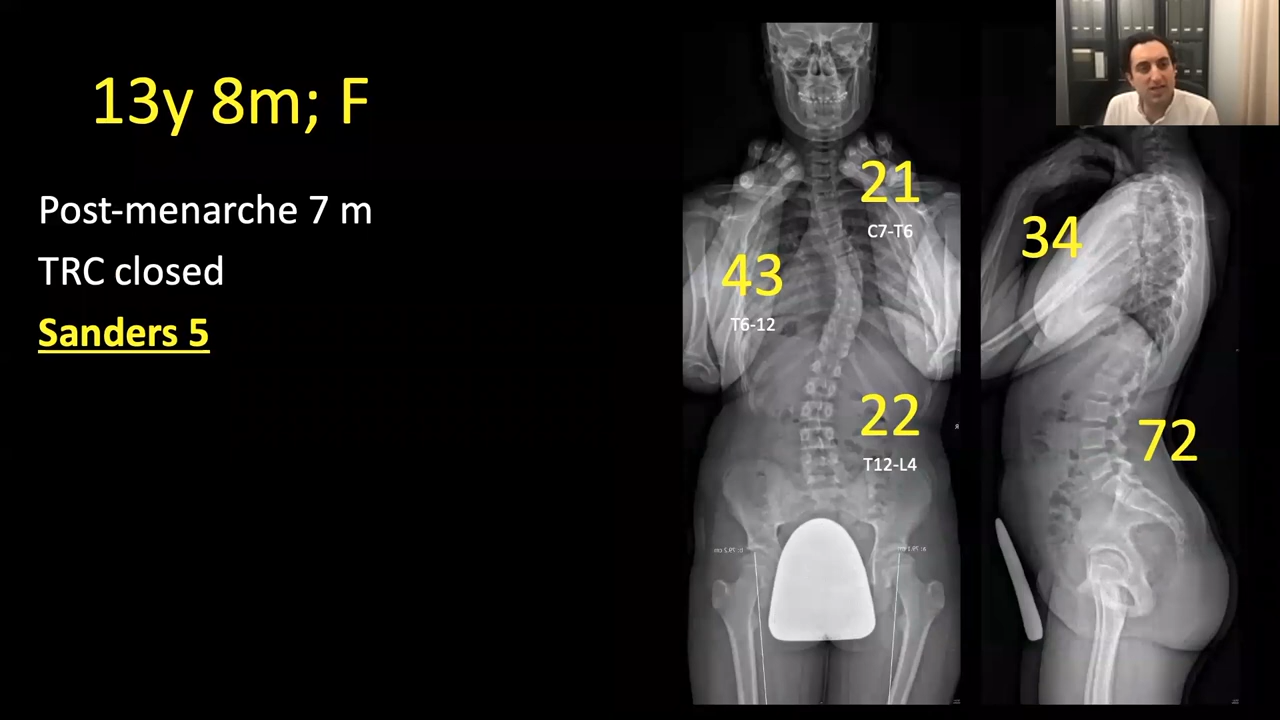 13y 8m; F
Post-menarche 7 m
TRC closed
Sanders 5
21
C7-T6
43
T6-12
22
T12-L4
34
72